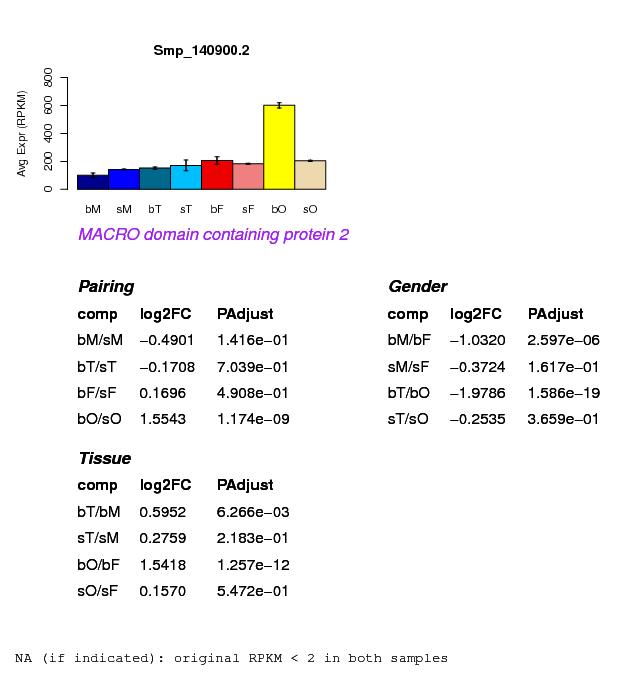 Smp_140900.2
Avg Expr (RPKM)
0 200 400 600 800
bM sM bT sT bF sF bO sO
MACRO domain containing protein 2
Pairing
comp log2FC PAdjust
bM/sM −0.4901 1.416e−01
bT/sT −0.1708 7.039e−01
bF/sF 0.1696 4.908e−01
bO/sO 1.5543 1.174e−09
Gender
comp log2FC PAdjust
bM/bF −1.0320 2.597e−06
sM/sF −0.3724 1.617e−01
bT/bO −1.9786 1.586e−19
sT/sO −0.2535 3.659e−01
Tissue
comp log2FC PAdjust
bT/bM 0.5952 6.266e−03
sT/sM 0.2759 2.183e−01
bO/bF 1.5418 1.257e−12
sO/sF 0.1570 5.472e−01
NA (if indicated): original RPKM < 2 in both samples